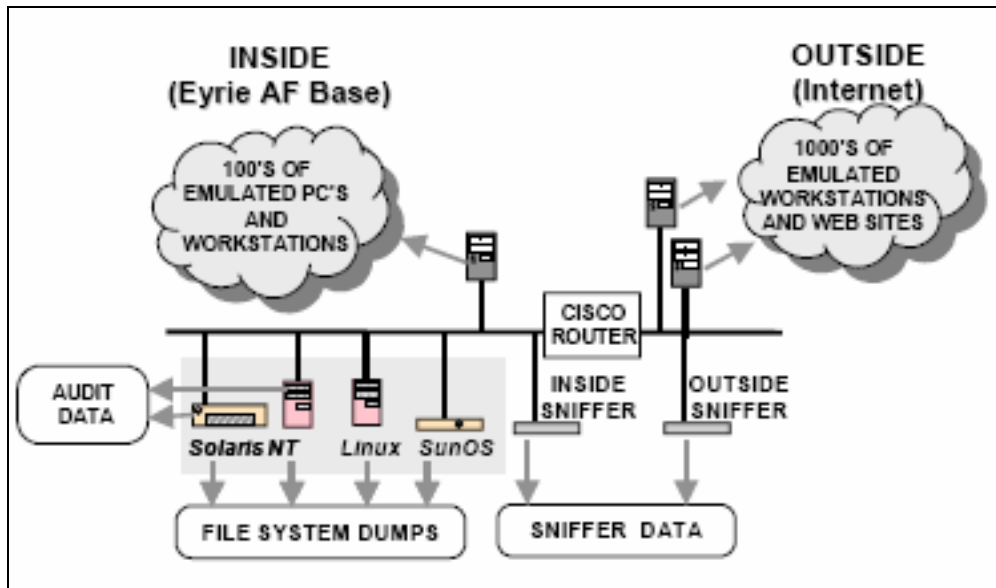 INSIDE
(Eyrie AF Base)
OUTSIDE
(Internet)
100'S OF
EMULATED PC'S
AND
WORKSTATIONS
1000'S OF
EMULATED
WORKSTATIONS
AND WEB SITES
CISCO
ROUTER
AUDIT
DATA
INSIDE
SNIFFER
OUTSIDE
SNIFFER
Solaris NT
Linux
SunOS
FILE SYSTEM DUMPS
SNIFFER DATA